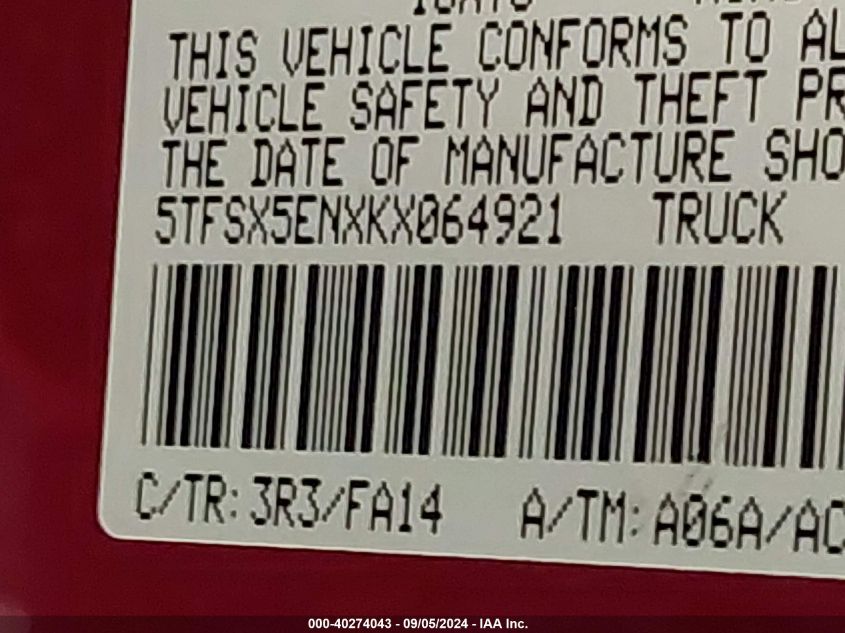 THIS VEHICLE CONFORMS TO AL
VEHICLE SAFETY AND THEFT PR
THE DATE OF MANUFACTURE SHO
5TFSX5ENXKX064921 TRUCK
C/TR: 3R3/FA14 A/TM: A06A/AC
000-40274043 - 09/05/2024 - IAA Inc.